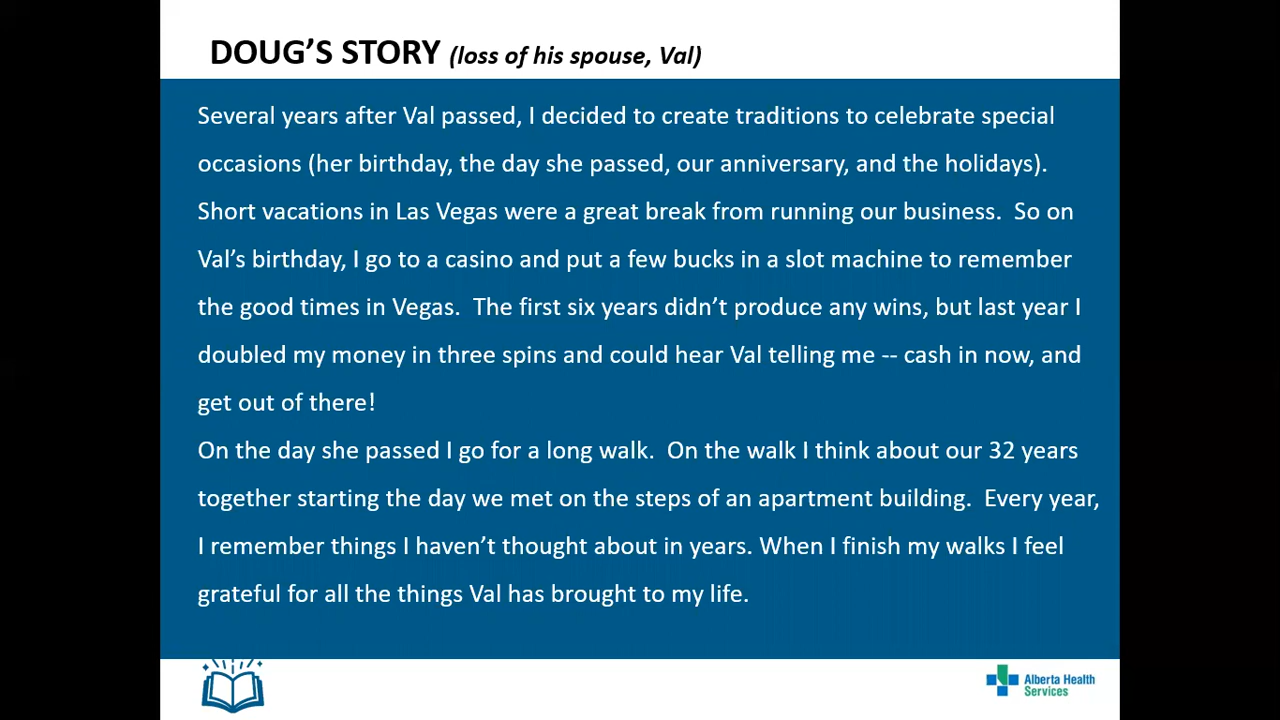 DOUG'S STORY (loss of his spouse, Val)
Several years after Val passed, I decided to create traditions to celebrate special
occasions (her birthday, the day she passed, our anniversary, and the holidays).
Short vacations in Las Vegas were a great break from running our business.  So on
Val's birthday, I go to a casino and put a few bucks in a slot machine to remember
the good times in Vegas.  The first six years didn't produce any wins, but last year I
doubled my money in three spins and could hear Val telling me -- cash in now, and
get out of there!
On the day she passed I go for a long walk.  On the walk I think about our 32 years
together starting the day we met on the steps of an apartment building.  Every year,
I remember things I haven't thought about in years. When I finish my walks I feel
grateful for all the things Val has brought to my life.
Alberta Health
Services